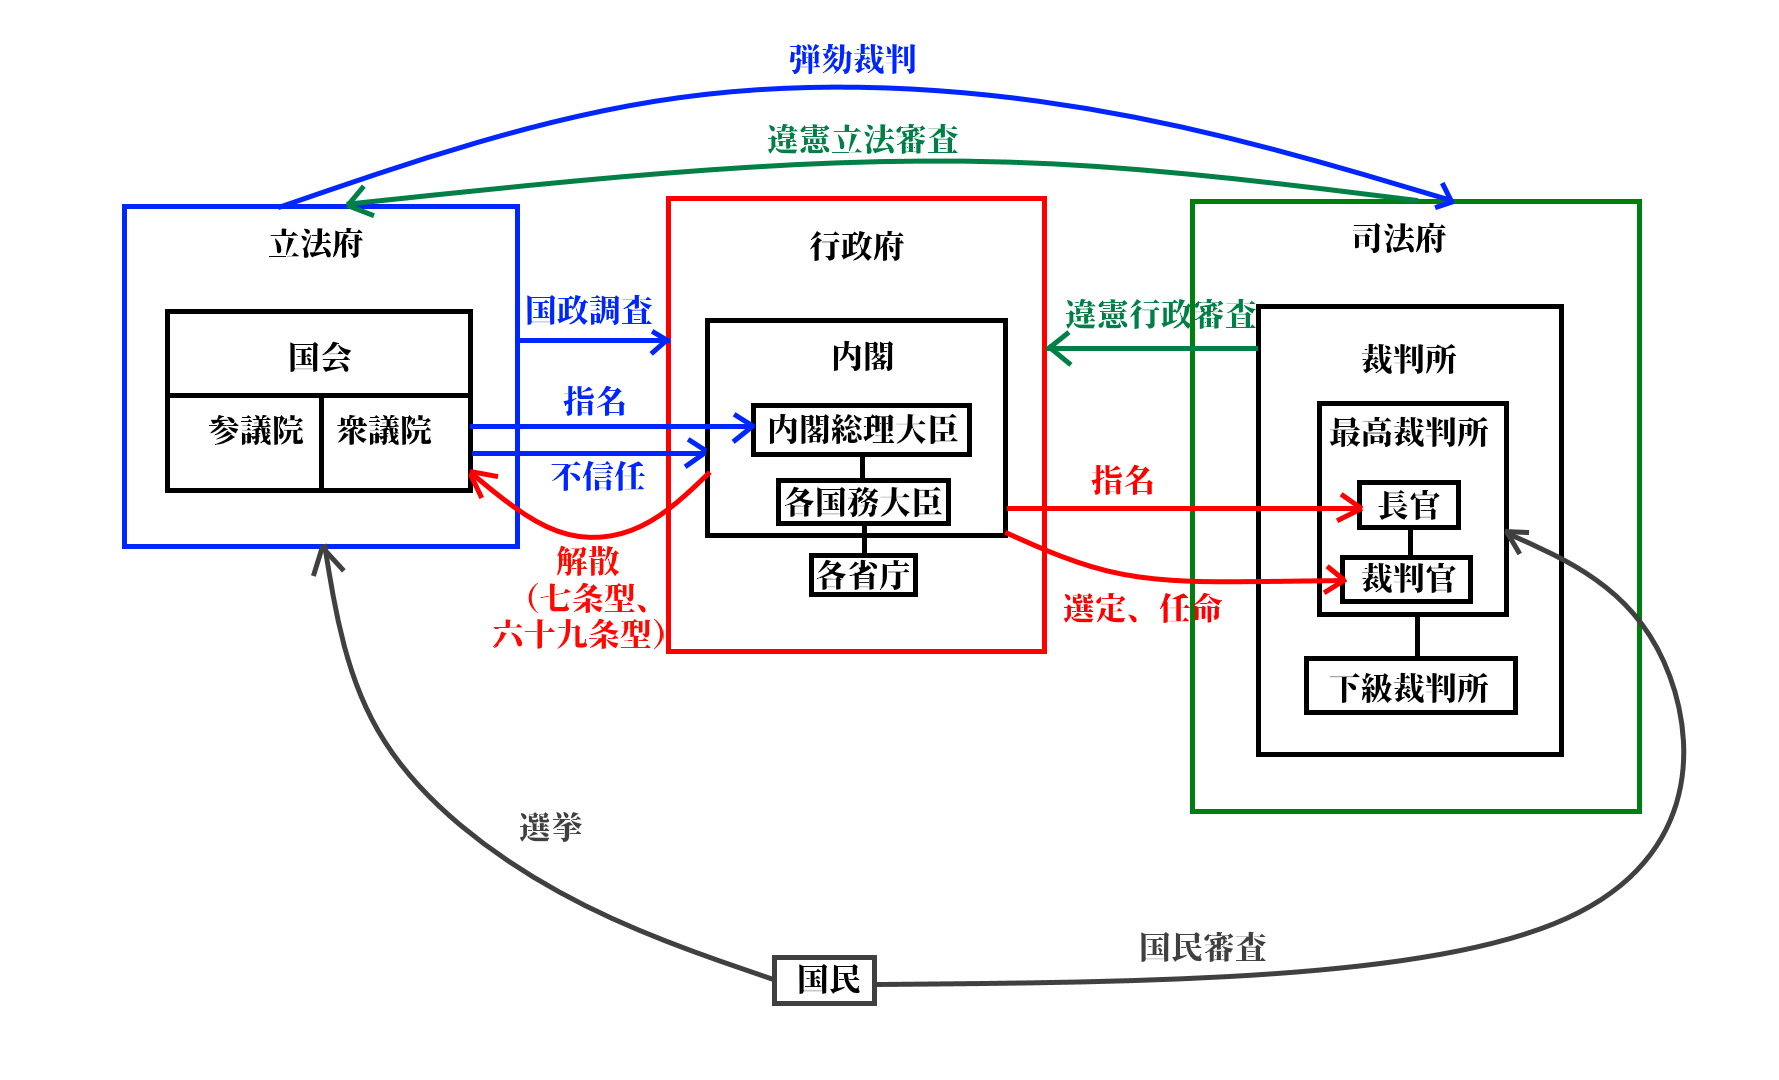 弾劾裁判
違憲立法審査
立法府
行政府
司法府
国政調査
違憲行政審査
国会
内閣
裁判所
指名
参議院
衆議院
内閣総理大臣
最高裁判所
不信任
各国務大臣
指名
長官
解散
各省庁
裁判官
（七条型、
六十九条型）
選定、任命
下級裁判所
選挙
国民審査
国民